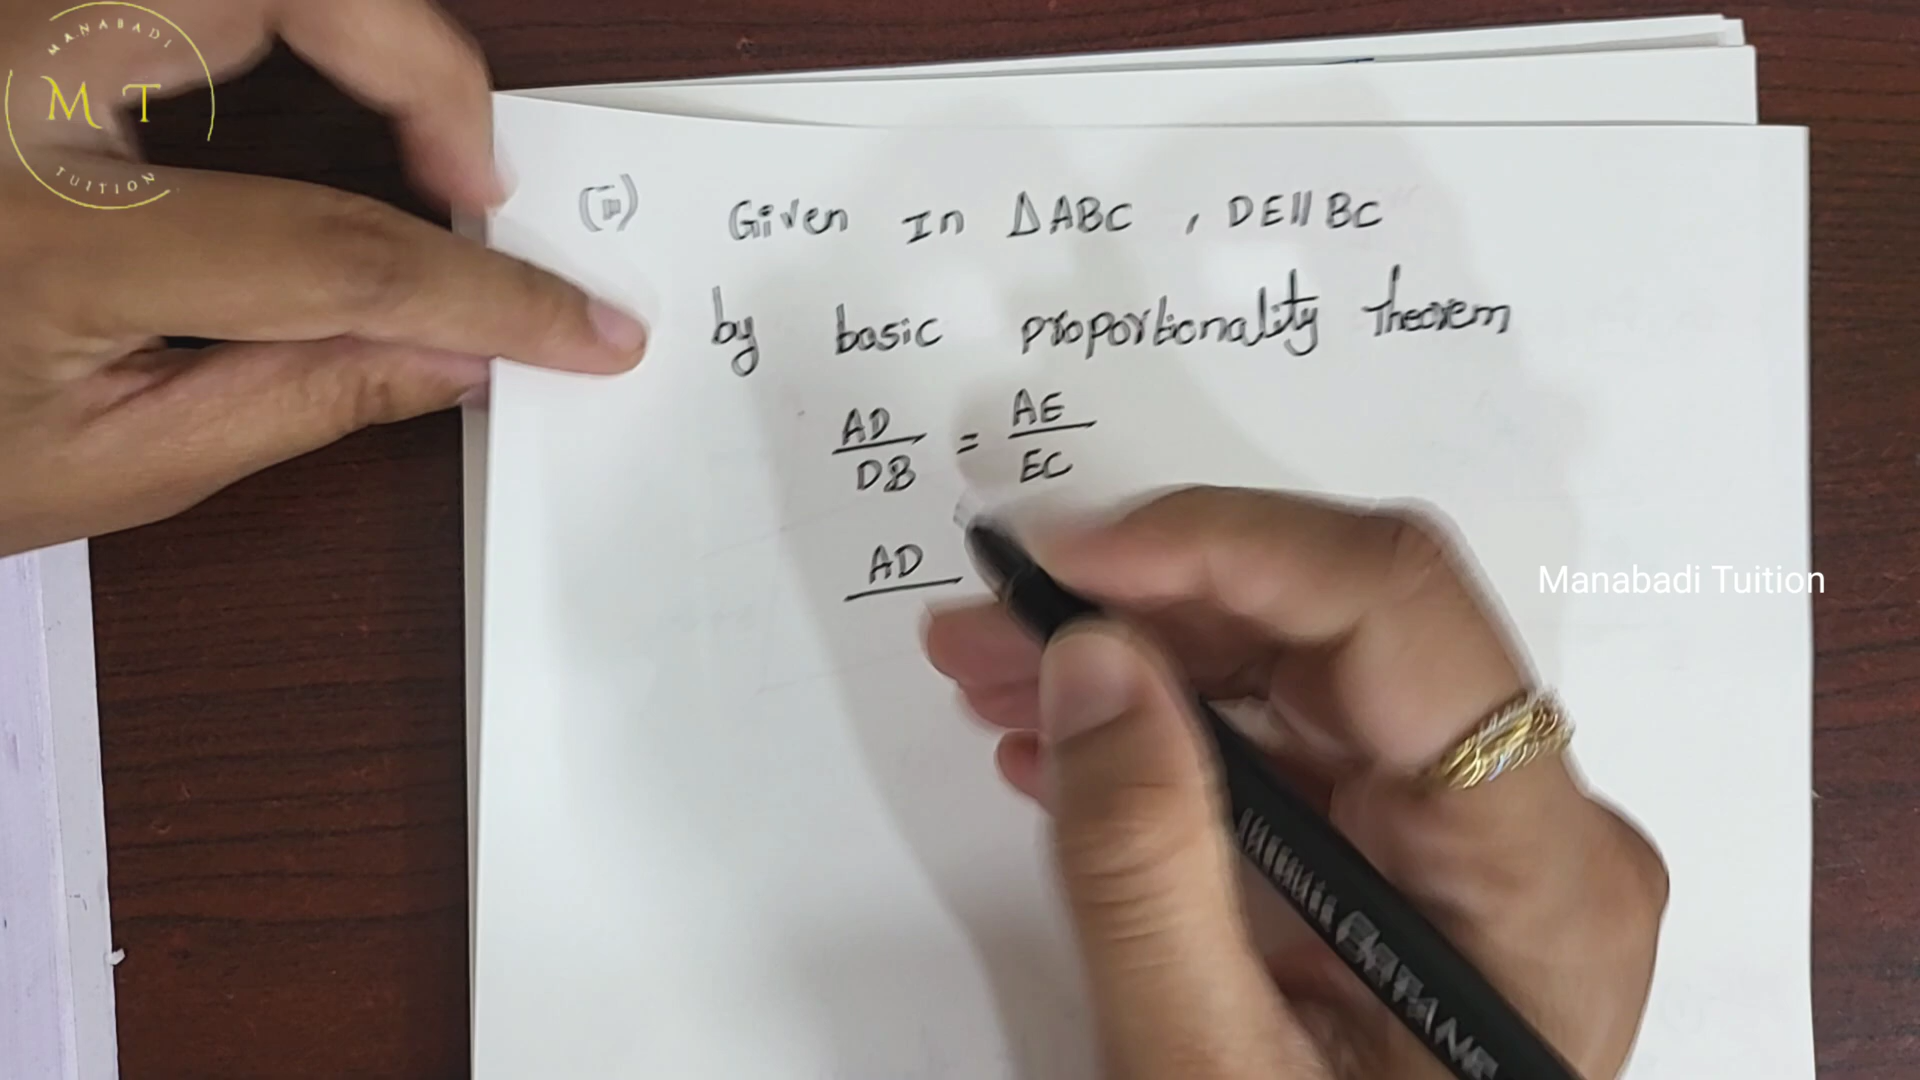 MANABADI
M T
TUITION
(ii) Given In ΔABC , DE||BC
by basic proportionality Theorem
AD/DB = AE/EC
AD
Manabadi Tuition